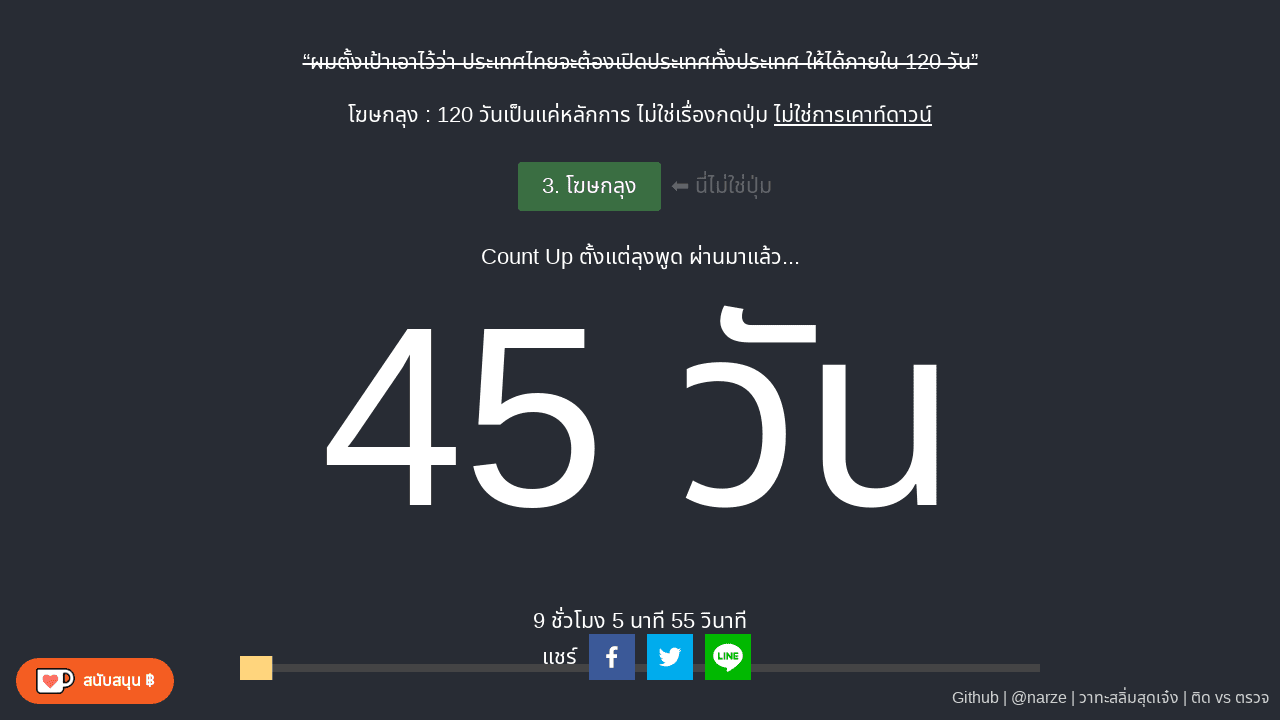 “ผมตั้งเป้าเอาไว้ว่า ประเทศไทยจะต้องเปิดประเทศทั้งประเทศ ให้ได้ภายใน 120 วัน”
โฆษกลุง : 120 วันเป็นแค่หลักการ ไม่ใช่เรื่องกดปุ่ม ไม่ใช่การเคาท์ดาวน์
3. โฆษกลุง ⬅ นี่ไม่ใช่ปุ่ม
Count Up ตั้งแต่ลุงพูด ผ่านมาแล้ว...
45 วัน
9 ชั่วโมง 5 นาที 55 วินาที
แชร์ LINE
สนับสนุน ฿
Github | @narze | วาทะสลิ่มสุดเจ๋ง | ติด vs ตรวจ